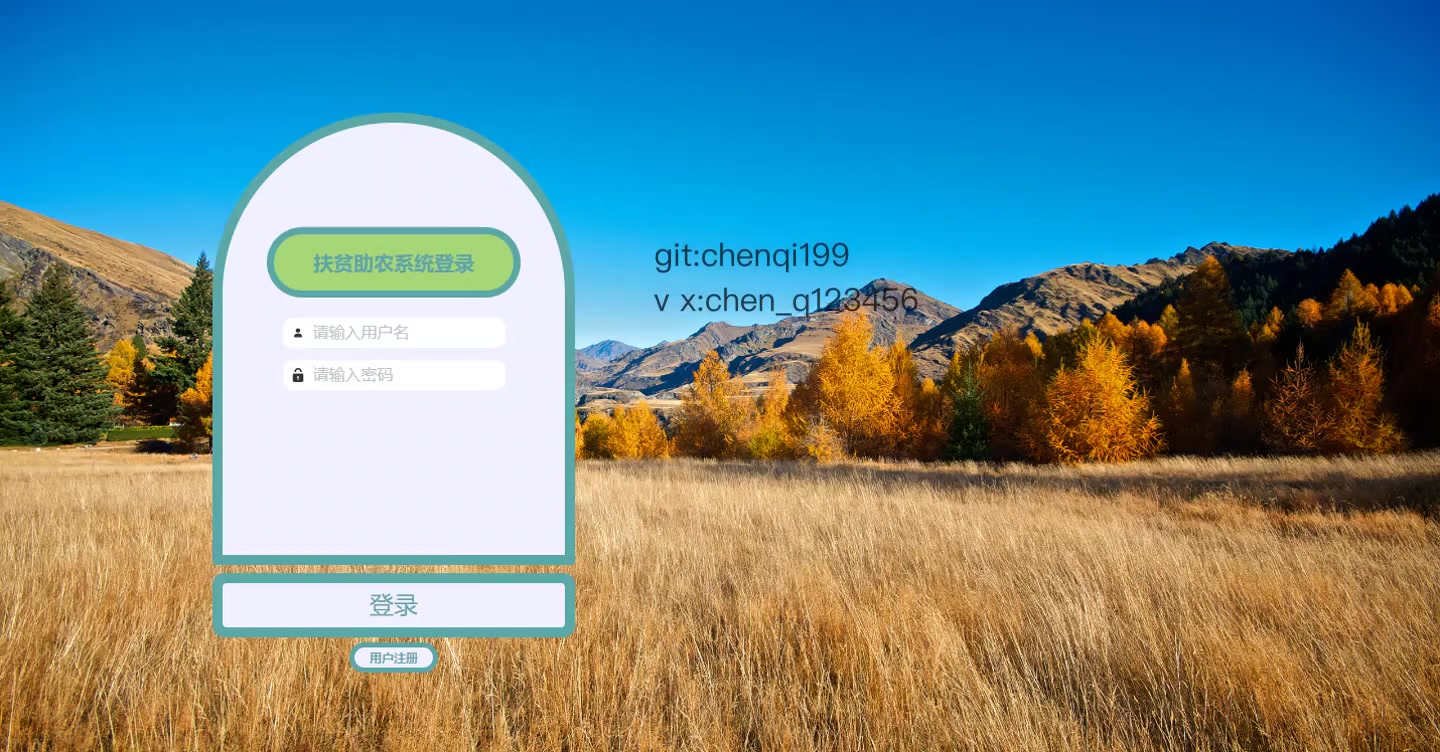 扶贫助农系统登录
请输入用户名
请输入密码
登录
用户注册
git:chenqi199
v x:chen_q123456